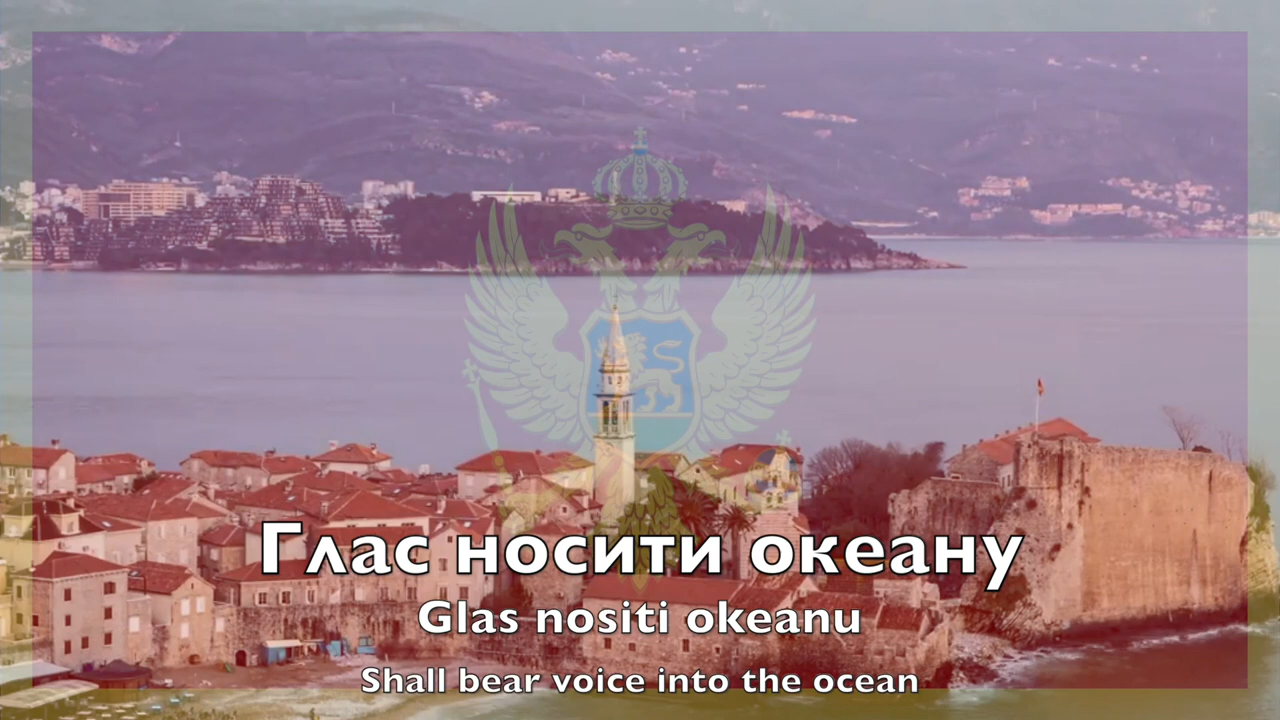 Глас носити океану
Glas nositi okeanu
Shall bear voice into the ocean